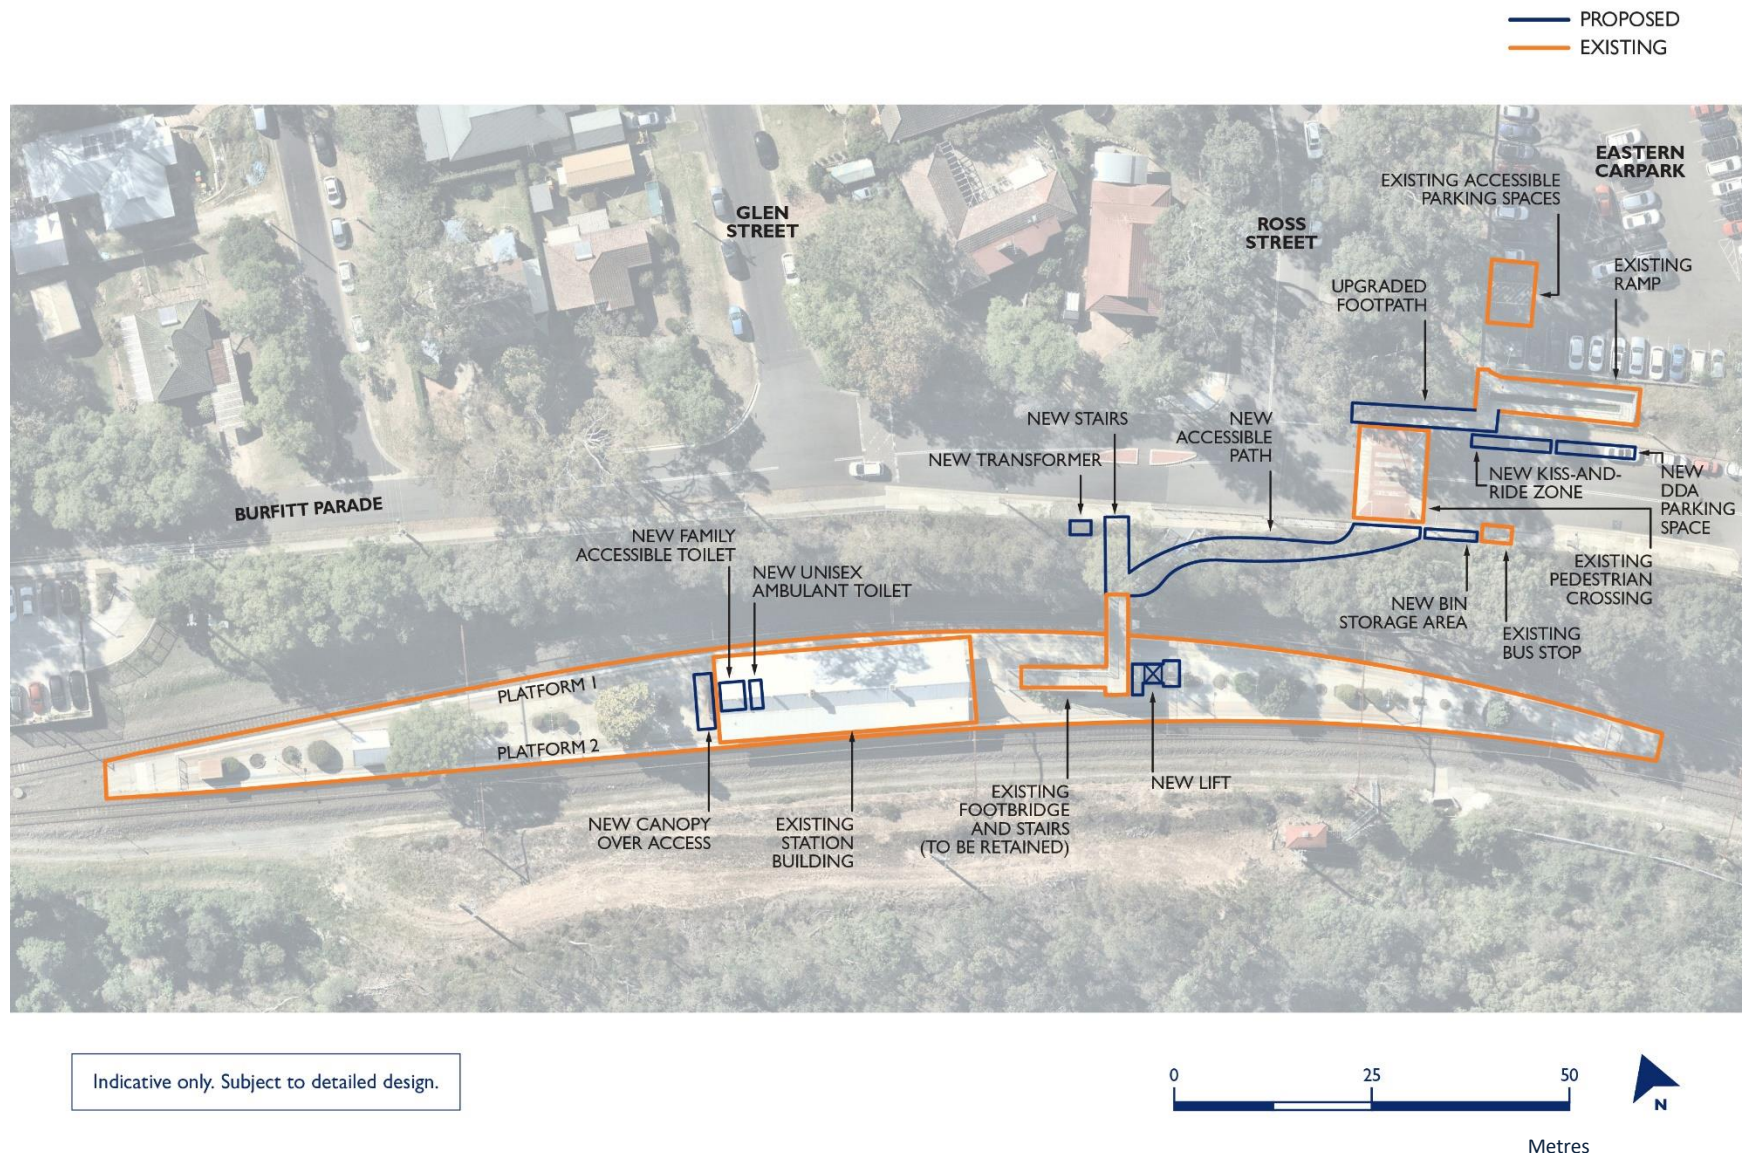 PROPOSED
EXISTING
EASTERN
CARPARK
EXISTING ACCESSIBLE
PARKING SPACES
GLEN
STREET
ROSS
STREET
EXISTING
RAMP
UPGRADED
FOOTPATH
NEW STAIRS
NEW
ACCESSIBLE
PATH
NEW TRANSFORMER
NEW KISS-AND-
RIDE ZONE
NEW
DDA
PARKING
SPACE
BURFITT PARADE
NEW FAMILY
ACCESSIBLE TOILET
NEW UNISEX
AMBULANT TOILET
EXISTING
PEDESTRIAN
CROSSING
NEW BIN
STORAGE AREA
EXISTING
BUS STOP
PLATFORM 1
PLATFORM 2
NEW LIFT
EXISTING
FOOTBRIDGE
AND STAIRS
(TO BE RETAINED)
NEW CANOPY
OVER ACCESS
EXISTING
STATION
BUILDING
Indicative only. Subject to detailed design.
0 25 50
N
Metres